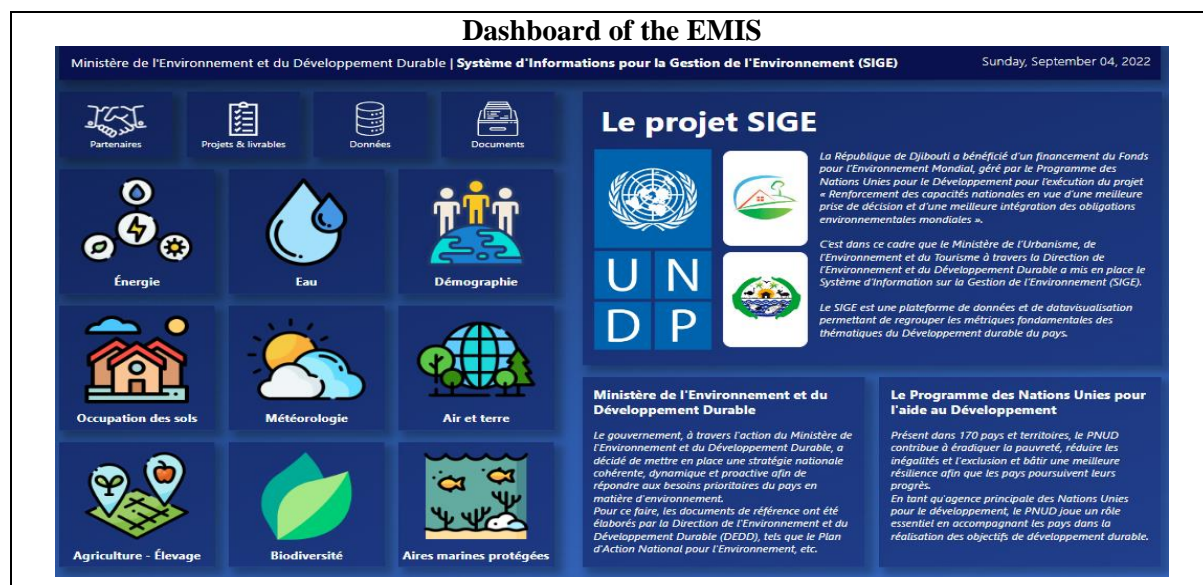 Dashboard of the EMIS
Ministère de l'Environnement et du Développement Durable | Système d'Informations pour la Gestion de l'Environnement (SIGE)
Sunday, September 04, 2022
Partenaires
Projets & livrables
Données
Documents
Énergie
Eau
Démographie
Occupation des sols
Météorologie
Air et terre
Agriculture - Élevage
Biodiversité
Aires marines protégées
Le projet SIGE
U N
D P
La République de Djibouti a bénéficié d'un financement du Fonds
pour l'Environnement Mondial, géré par le Programme des
Nations Unies pour le Développement pour l'exécution du projet
« Renforcement des capacités nationales en vue d'une meilleure
prise de décision et d'une meilleure intégration des obligations
environnementales mondiales ».
C'est dans ce cadre que le Ministère de l'Urbanisme, de
l'Environnement et du Tourisme à travers la Direction de
l'Environnement et du Développement Durable a mis en place le
Système d'Information sur la Gestion de l'Environnement (SIGE).
Le SIGE est une plateforme de données et de datavisualisation
permettant de regrouper les métriques fondamentales des
thématiques du Développement durable du pays.
Ministère de l'Environnement et du
Développement Durable
Le gouvernement, à travers l'action du Ministère de
l'Environnement et du Développement Durable, a
décidé de mettre en place une stratégie nationale
cohérente, dynamique et proactive afin de
répondre aux besoins prioritaires du pays en
matière d'environnement.
Pour ce faire, les documents de référence ont été
élaborés par la Direction de l'Environnement et du
Développement Durable (DEDD), tels que le Plan
d'Action National pour l'Environnement, etc.
Le Programme des Nations Unies pour
l'aide au Développement
Présent dans 170 pays et territoires, le PNUD
contribue à éradiquer la pauvreté, réduire les
inégalités et l'exclusion et bâtir une meilleure
résilience afin que les pays poursuivent leurs
progrès.
En tant qu'agence principale des Nations Unies
pour le développement, le PNUD joue un rôle
essentiel en accompagnant les pays dans la
réalisation des objectifs de développement durable.